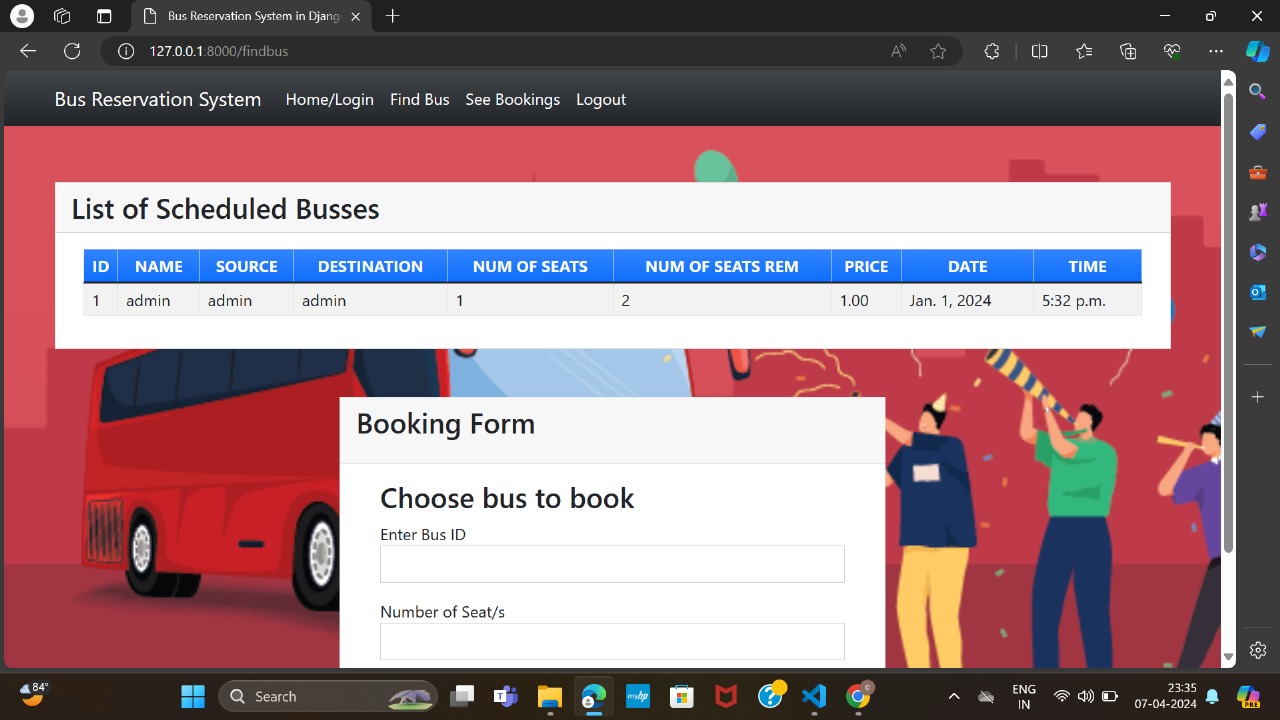 Bus Reservation System in Djang
127.0.0.1:8000/findbus
Bus Reservation System Home/Login Find Bus See Bookings Logout
List of Scheduled Busses
ID NAME SOURCE DESTINATION NUM OF SEATS NUM OF SEATS REM PRICE DATE TIME
1 admin admin admin 1 2 1.00 Jan. 1, 2024 5:32 p.m.
Booking Form
Choose bus to book
Enter Bus ID
Number of Seat/s
84°
Search
myhp
ENG
IN
23:35
07-04-2024
PRE